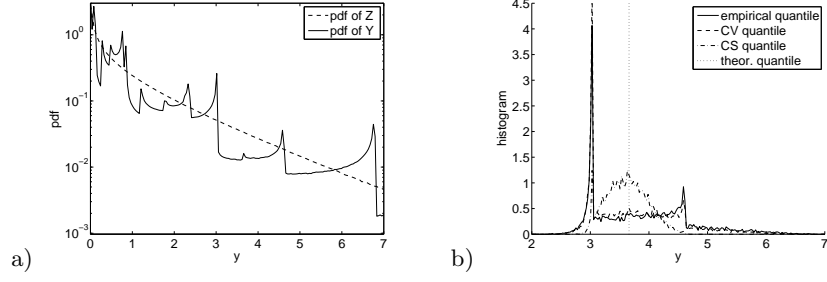 a)
pdf
10^0
10^-1
10^-2
10^-3
0 1 2 3 4 5 6 7
y
pdf of Z
pdf of Y
b)
histogram
4.5
4
3.5
3
2.5
2
1.5
1
0.5
0
2 3 4 5 6 7
y
empirical quantile
CV quantile
CS quantile
theor. quantile